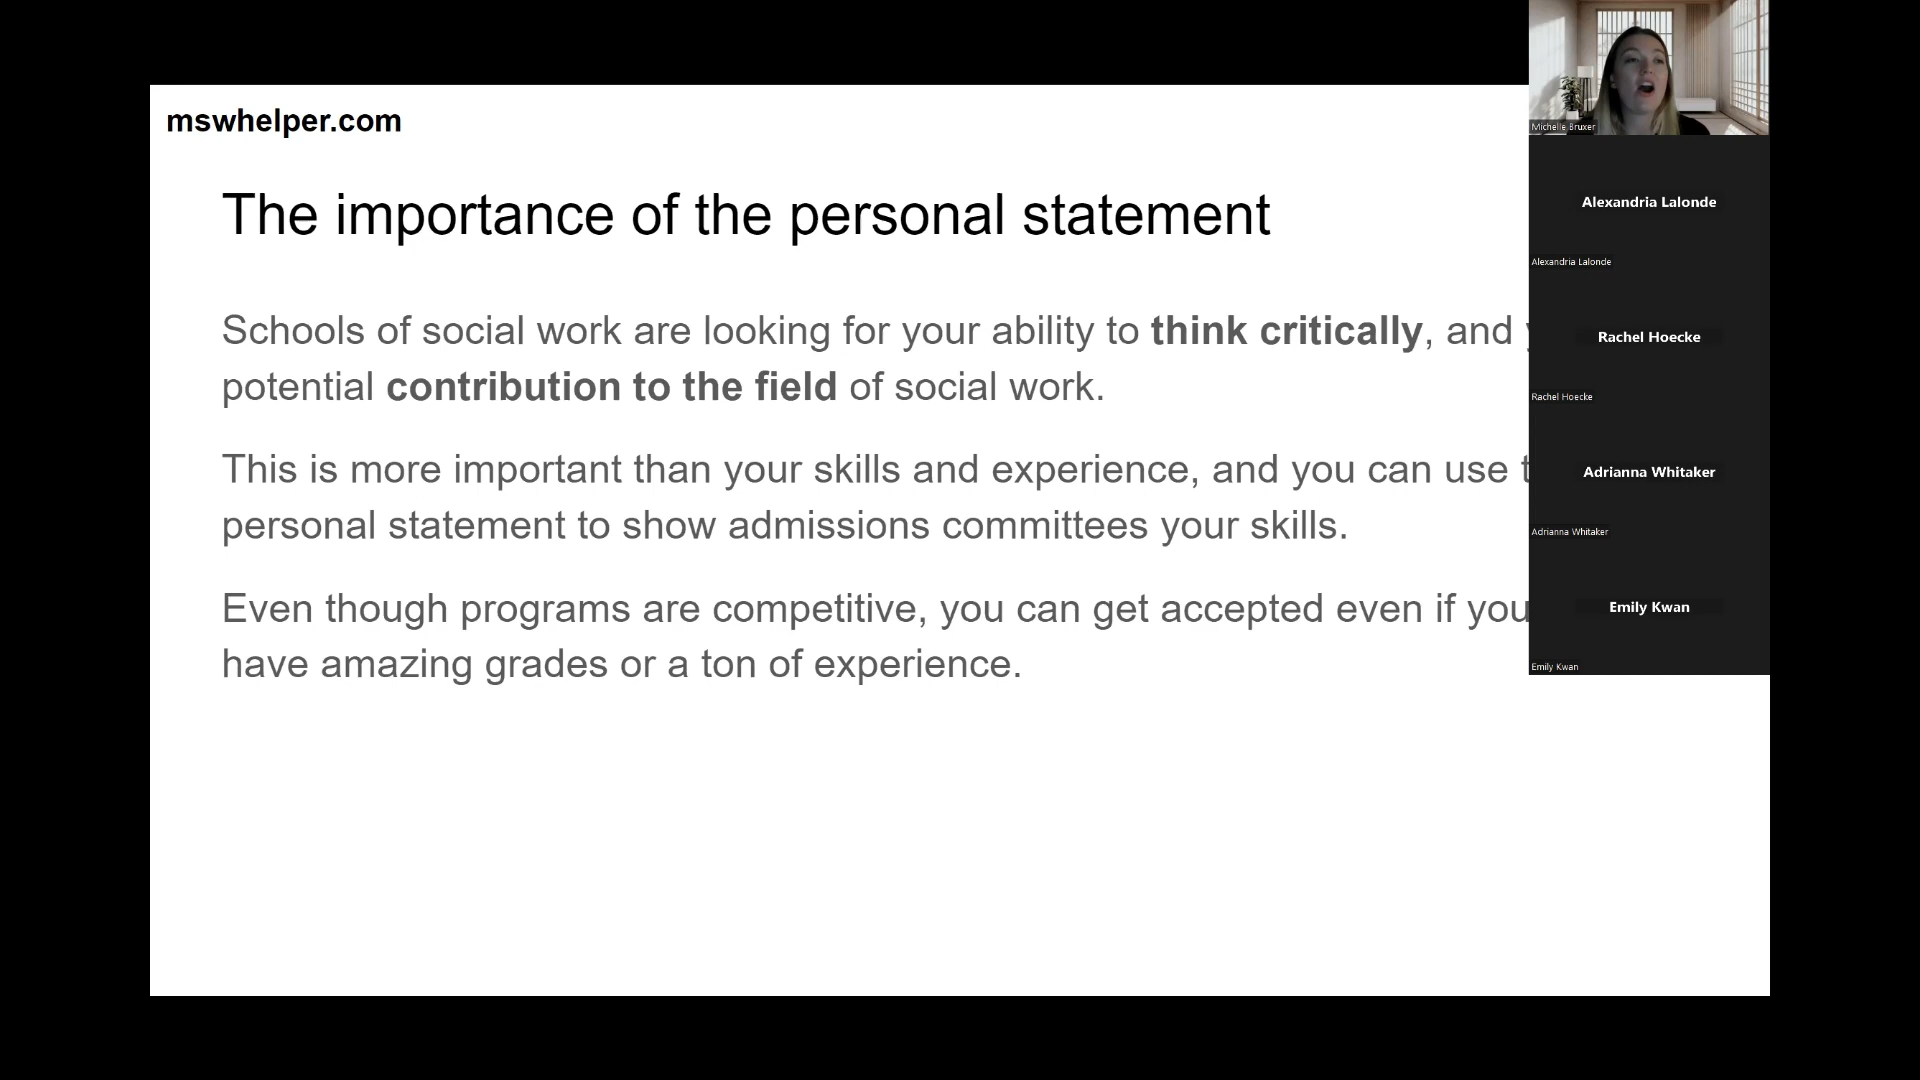 mswhelper.com
The importance of the personal statement
Schools of social work are looking for your ability to think critically, and
potential contribution to the field of social work.
This is more important than your skills and experience, and you can use
personal statement to show admissions committees your skills.
Even though programs are competitive, you can get accepted even if you
have amazing grades or a ton of experience.
Michelle Bruxer
Alexandria Lalonde
Alexandria Lalonde
Rachel Hoecke
Rachel Hoecke
Adrianna Whitaker
Adrianna Whitaker
Emily Kwan
Emily Kwan